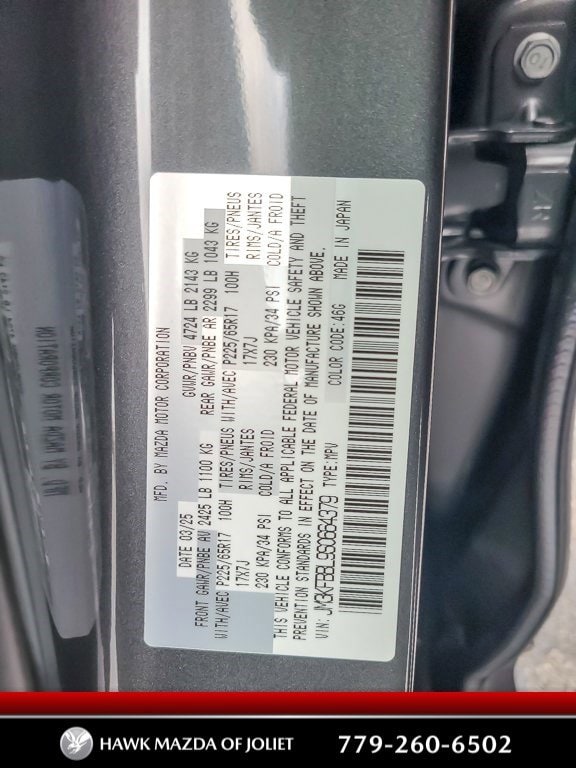 MFD. BY MAZDA MOTOR CORPORATION
DATE 03/25 GVWR/PNBV 4724 LB 2143 KG
FRONT GAWR/PNBE AV 2425 LB 1100 KG REAR GAWR/PNBE AR 2299 LB 1043 KG
WITH/AVEC P225/65R17 100H TIRES/PNEUS WITH/AVEC P225/65R17 100H TIRES/PNEUS
17X7J RIMS/JANTES 17X7J RIMS/JANTES
230 KPA/34 PSI COLD/A FROID 230 KPA/34 PSI COLD/A FROID
THIS VEHICLE CONFORMS TO ALL APPLICABLE FEDERAL MOTOR VEHICLE SAFETY AND THEFT
PREVENTION STANDARDS IN EFFECT ON THE DATE OF MANUFACTURE SHOWN ABOVE.
VIN: JM3KFBBL9S0664379 TYPE:MPV COLOR CODE:46G MADE IN JAPAN
10
HAWK MAZDA OF JOLIET 779-260-6502